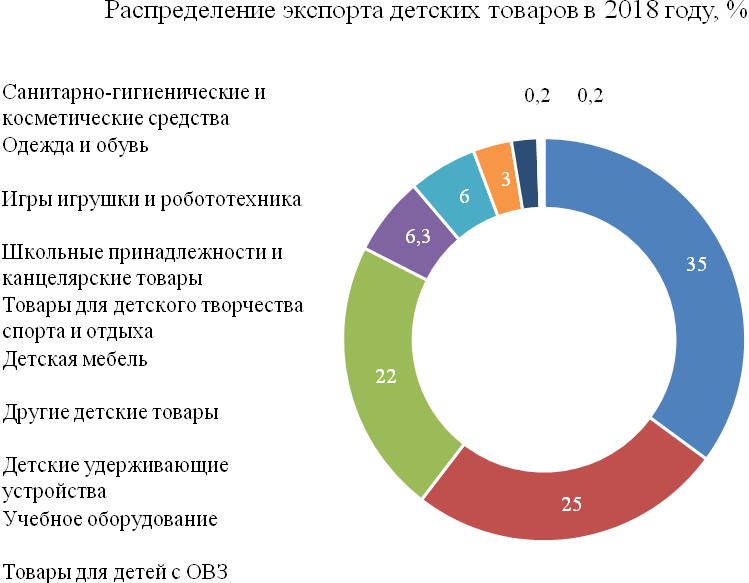 Распределение экспорта детских товаров в 2018 году, %
Санитарно-гигиенические и
косметические средства
Одежда и обувь
Игры игрушки и робототехника
Школьные принадлежности и
канцелярские товары
Товары для детского творчества
спорта и отдыха
Детская мебель
Другие детские товары
Детские удерживающие
устройства
Учебное оборудование
Товары для детей с ОВЗ
0,2
0,2
3
6
6,3
35
22
25